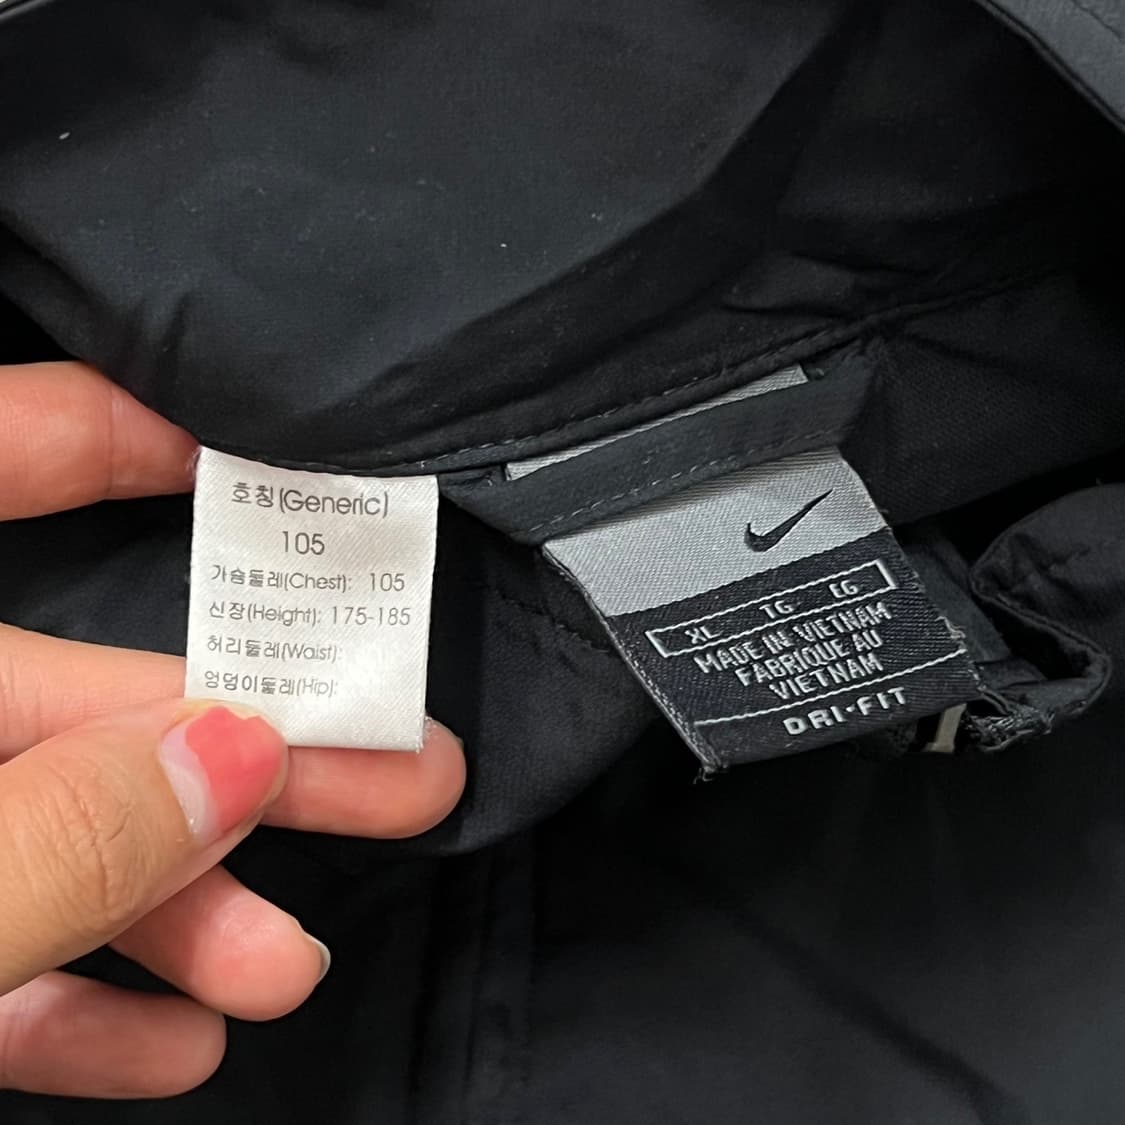 호칭(Generic)
105
가슴둘레(Chest): 105
신장(Height): 175-185
허리둘레(Waist):
엉덩이둘레(Hip):
XL TG EG
MADE IN VIETNAM
FABRIQUE AU
VIETNAM
DRI-FIT